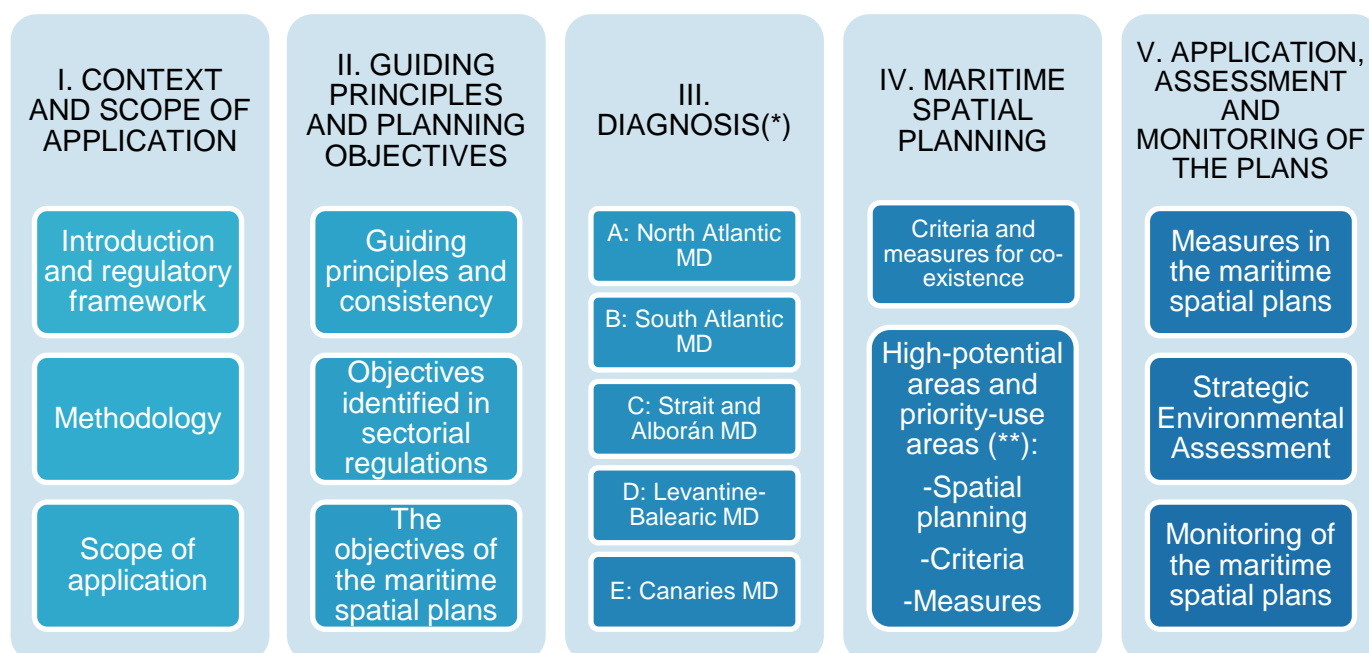 I. CONTEXT
AND SCOPE OF
APPLICATION
Introduction
and regulatory
framework
Methodology
Scope of
application
II. GUIDING
PRINCIPLES
AND PLANNING
OBJECTIVES
Guiding
principles and
consistency
Objectives
identified in
sectorial
regulations
The
objectives of
the maritime
spatial plans
III.
DIAGNOSIS(*)
A: North Atlantic
MD
B: South Atlantic
MD
C: Strait and
Alborán MD
D: Levantine-
Balearic MD
E: Canaries MD
IV. MARITIME
SPATIAL
PLANNING
Criteria and
measures for co-
existence
High-potential
areas and
priority-use
areas (**):
-Spatial
planning
-Criteria
-Measures
V. APPLICATION,
ASSESSMENT
AND
MONITORING OF
THE PLANS
Measures in
the maritime
spatial plans
Strategic
Environmental
Assessment
Monitoring of
the maritime
spatial plans